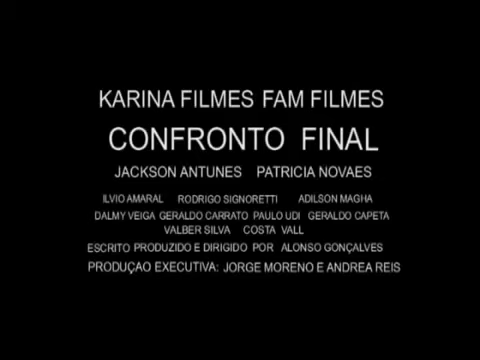 KARINA FILMES FAM FILMES
CONFRONTO FINAL
JACKSON ANTUNES PATRICIA NOVAES
ILVIO AMARAL RODRIGO SIGNORETTI ADILSON MAGHA
DALMY VEIGA GERALDO CARRATO PAULO UDI GERALDO CAPETA
VALBER SILVA COSTA VALL
ESCRITO PRODUZIDO E DIRIGIDO POR ALONSO GONÇALVES
PRODUÇAO EXECUTIVA: JORGE MORENO E ANDREA REIS